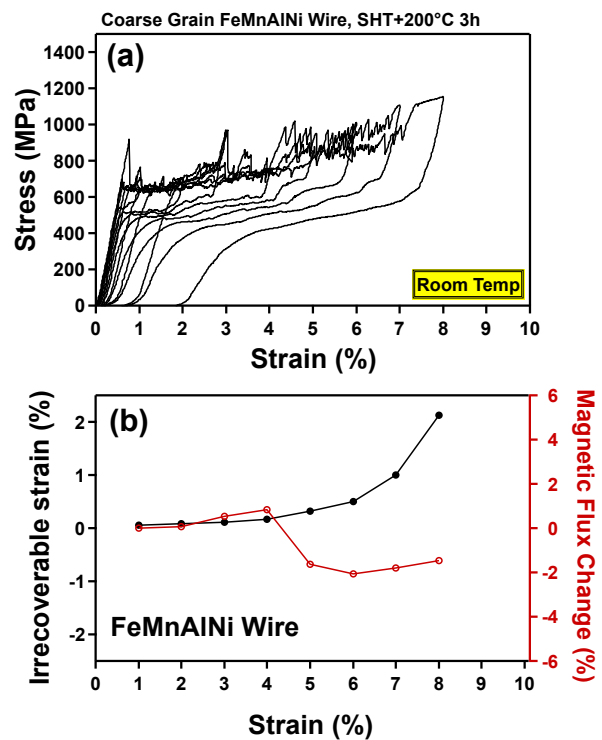 Coarse Grain FeMnAlNi Wire, SHT+200°C 3h
(a)
Stress (MPa)
1400
1200
1000
800
600
400
200
0
Room Temp
0 1 2 3 4 5 6 7 8 9 10
Strain (%)
(b)
Irrecoverable strain (%)
2
1
0
-1
-2
FeMnAlNi Wire
6
4
2
0
-2
-4
-6
Magnetic Flux
Change (%)
0 1 2 3 4 5 6 7 8 9 10
Strain (%)